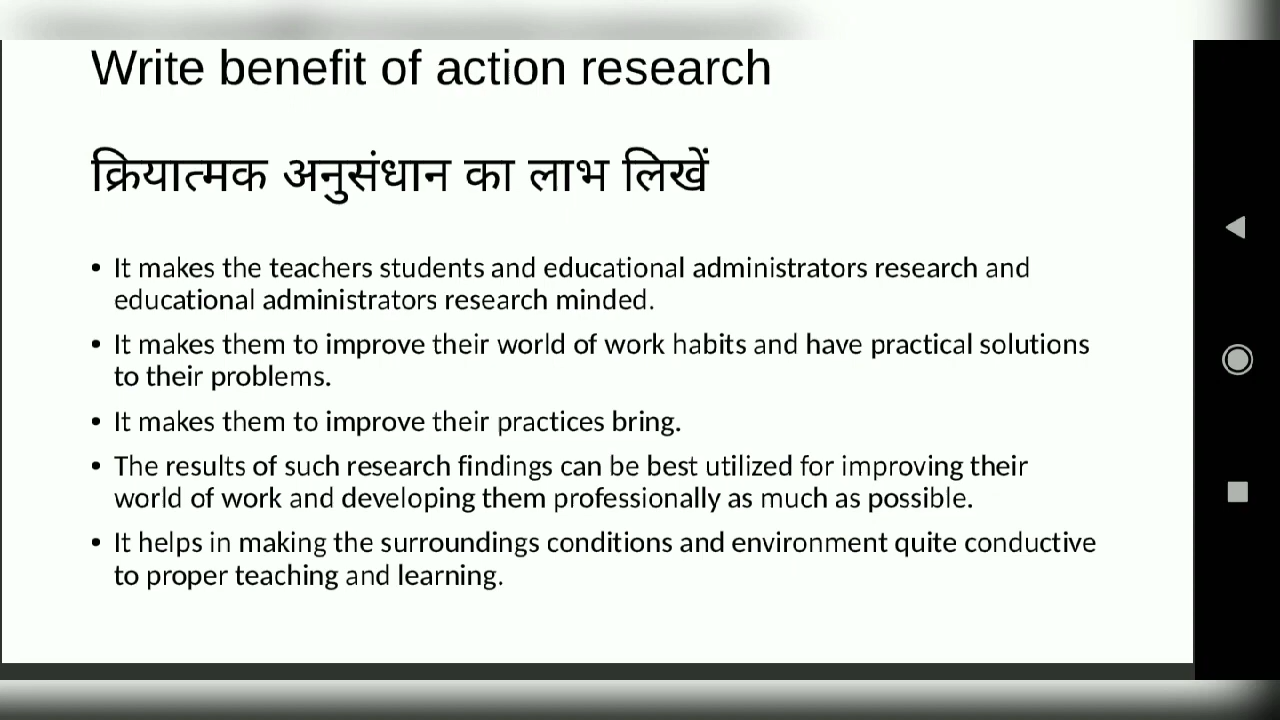 Write benefit of action research
क्रियात्मक अनुसंधान का लाभ लिखें
• It makes the teachers students and educational administrators research and
educational administrators research minded.
• It makes them to improve their world of work habits and have practical solutions
to their problems.
• It makes them to improve their practices bring.
• The results of such research findings can be best utilized for improving their
world of work and developing them professionally as much as possible.
• It helps in making the surroundings conditions and environment quite conductive
to proper teaching and learning.